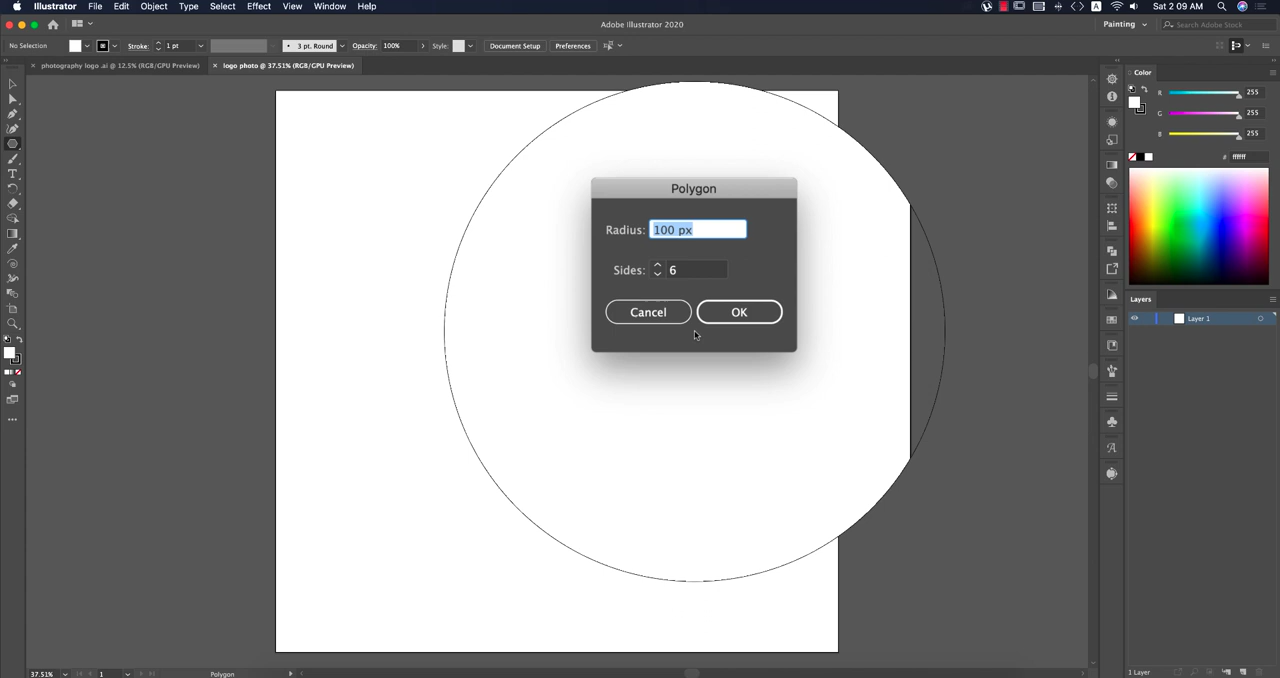 Illustrator File Edit Object Type Select Effect View Window Help
A Sat 2 09 AM
Adobe Illustrator 2020
Painting
Search Adobe Stock
No Selection Stroke: 1 pt 3 pt. Round Opacity: 100% Style: Document Setup Preferences
× photography logo .ai @ 12.5% (RGB/GPU Preview) × logo photo @ 37.51% (RGB/GPU Preview)
Color
R 255
G 255
B 255
# ffffff
Polygon
Radius: 100 px
Sides: 6
Cancel OK
Layers
Layer 1
37.51% 1 Polygon
1 Layer